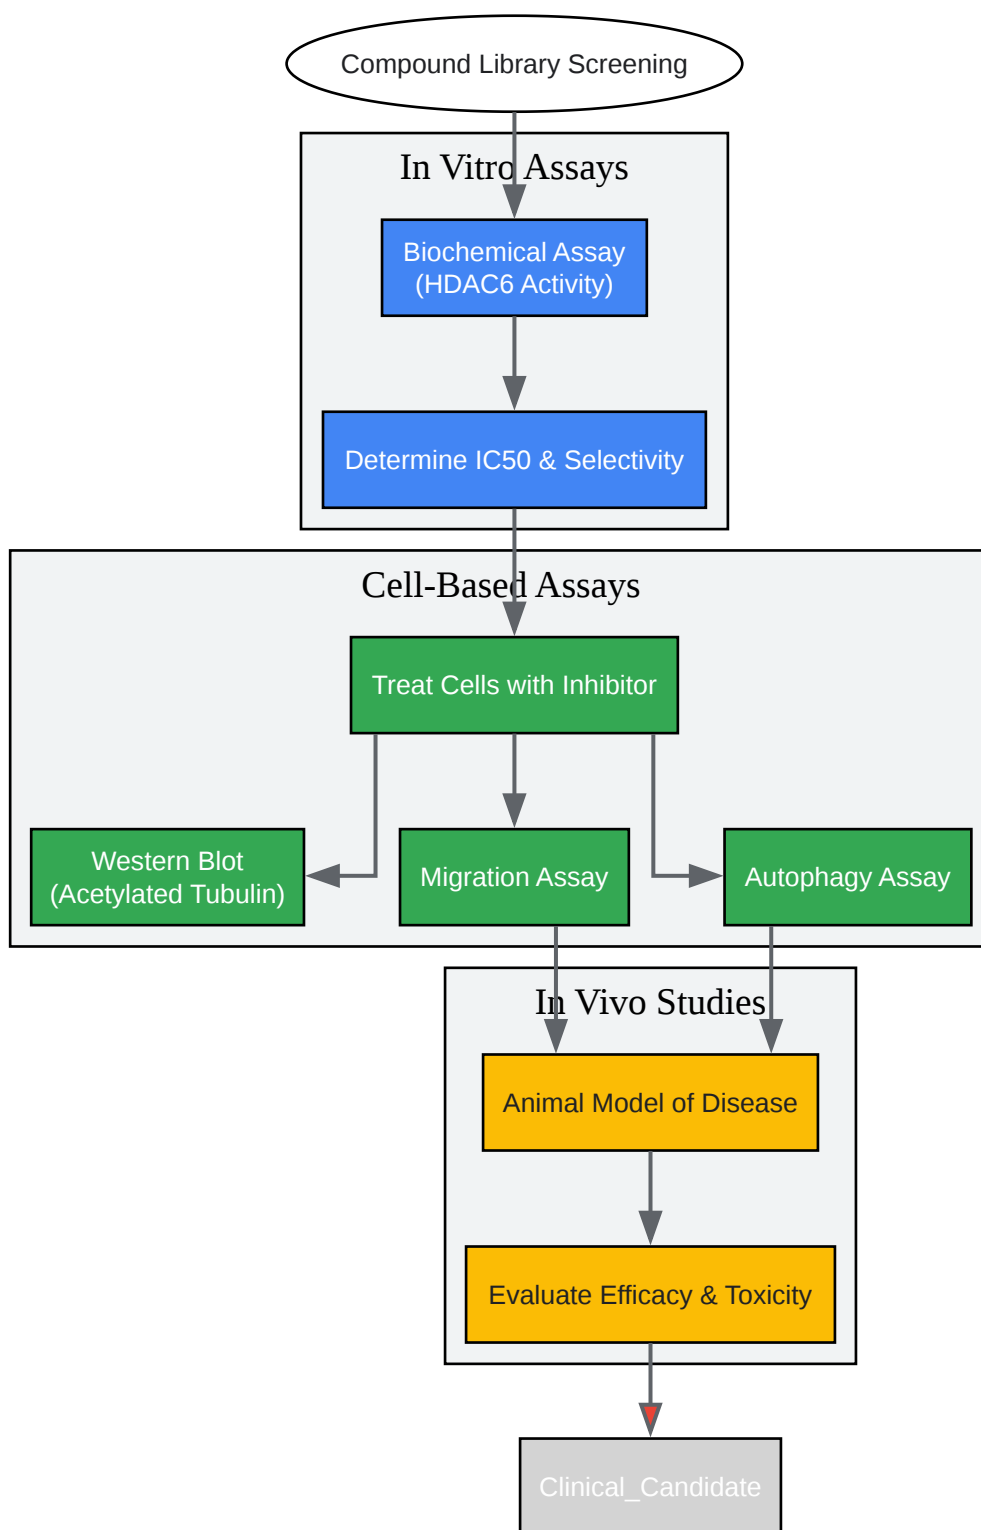 Compound Library Screening
In Vitro Assays
Biochemical Assay
(HDAC6 Activity)
Determine IC50 & Selectivity
Cell-Based Assays
Treat Cells with Inhibitor
Western Blot
(Acetylated Tubulin)
Migration Assay
Autophagy Assay
In Vivo Studies
Animal Model of Disease
Evaluate Efficacy & Toxicity
Clinical_Candidate